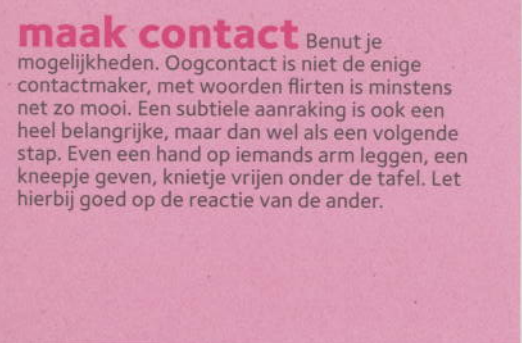 maak contact Benut je
mogelijkheden. Oogcontact is niet de enige
contactmaker, met woorden flirten is minstens
net zo mooi. Een subtiele aanraking is ook een
heel belangrijke, maar dan wel als een volgende
stap. Even een hand op iemands arm leggen, een
kneepje geven, knietje vrijen onder de tafel. Let
hierbij goed op de reactie van de ander.